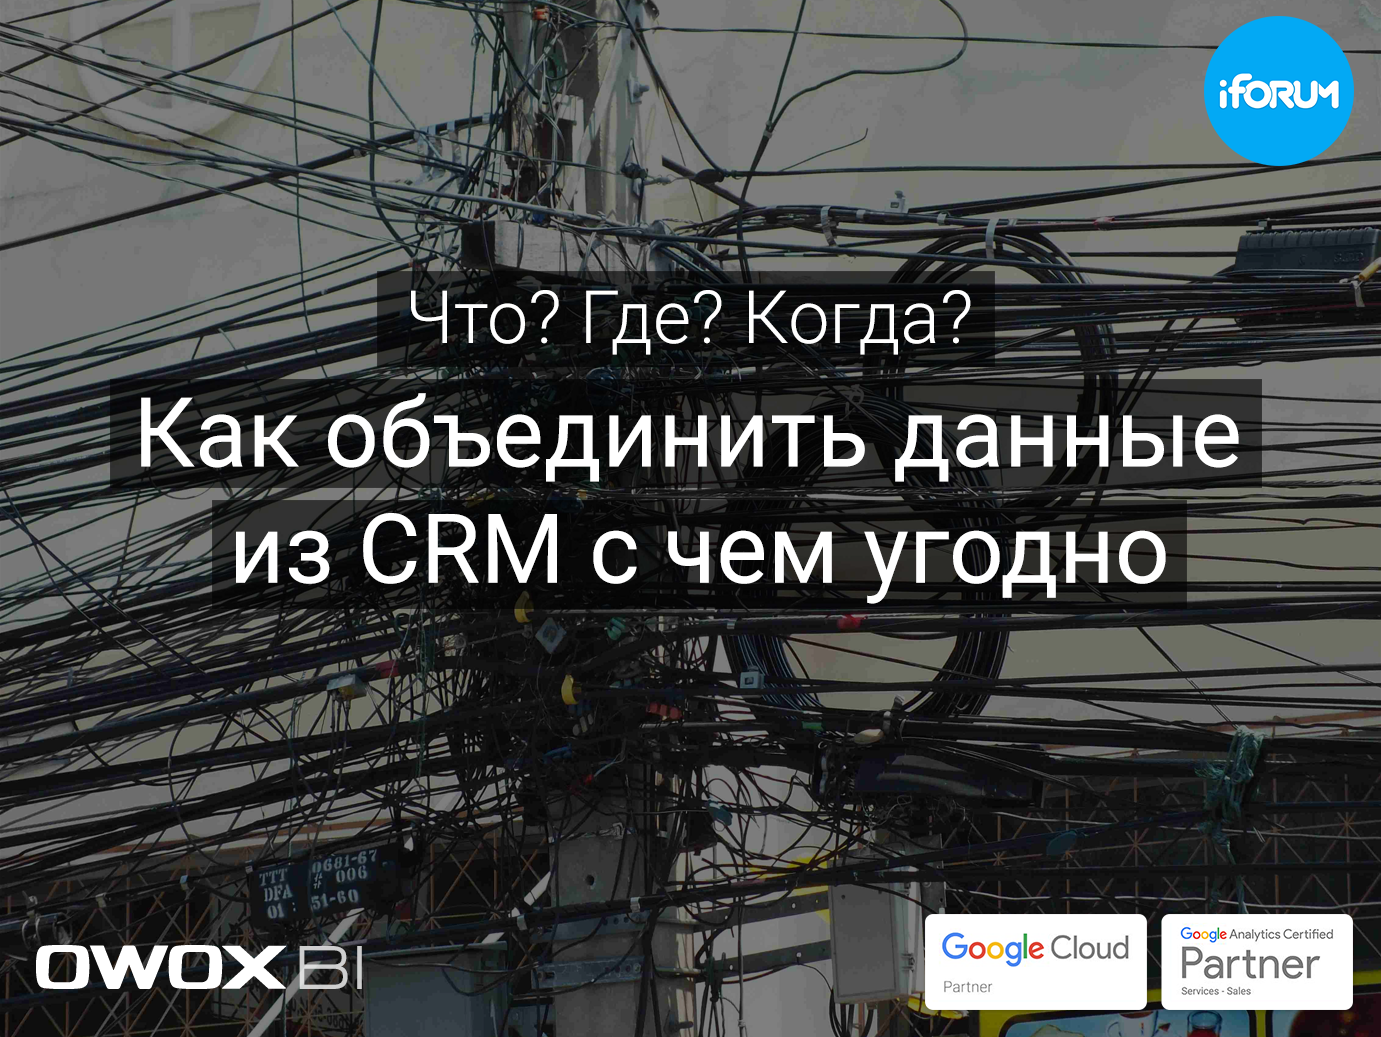 iFORUM
Что? Где? Когда?
Как объединить данные
из CRM с чем угодно
TTT 0681-67
DFA # 006
01 51-60
OWOX BI
Google Cloud
Partner
Google Analytics Certified
Partner
Services - Sales